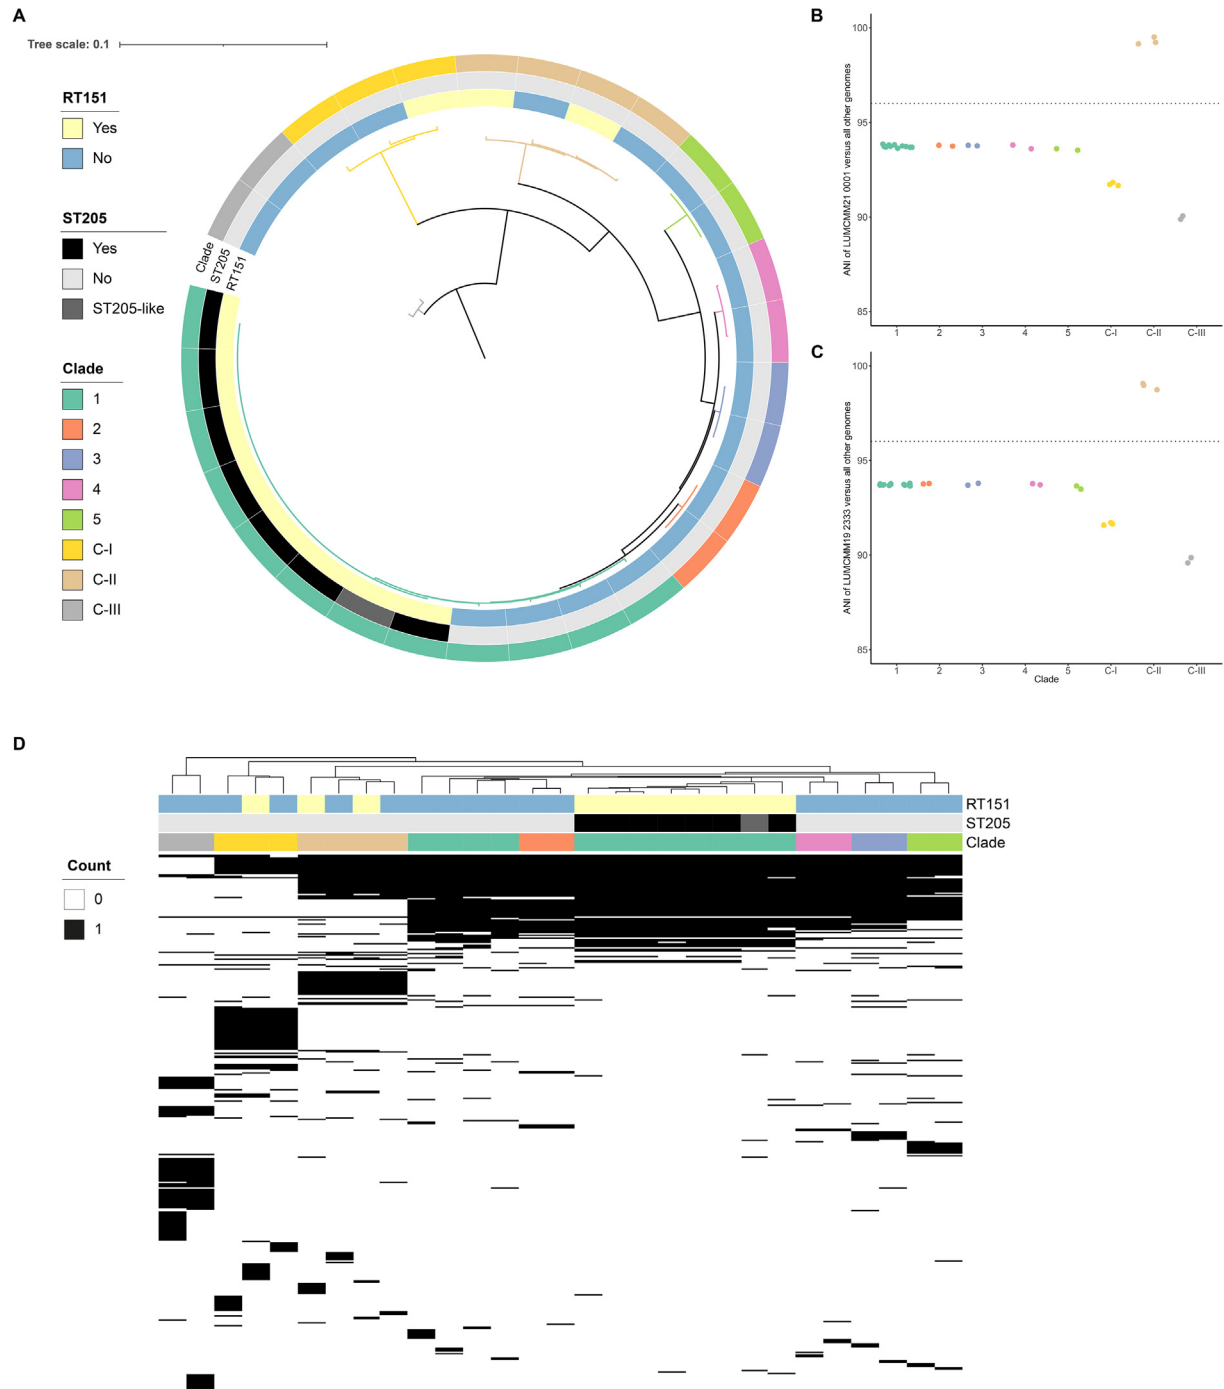 A
Tree scale: 0.1
RT151
Yes
No
ST205
Yes
No
ST205-like
Clade
1
2
3
4
5
C-I
C-II
C-III
Clade
ST205
RT151
B
ANI of LUMCMM21 0001 versus all other genomes
100
95
90
85
1 2 3 4 5 C-I C-II C-III
C
ANI of LUMCMM19 2333 versus all other genomes
100
95
90
85
1 2 3 4 5 C-I C-II C-III
Clade
D
RT151
ST205
Clade
Count
0
1